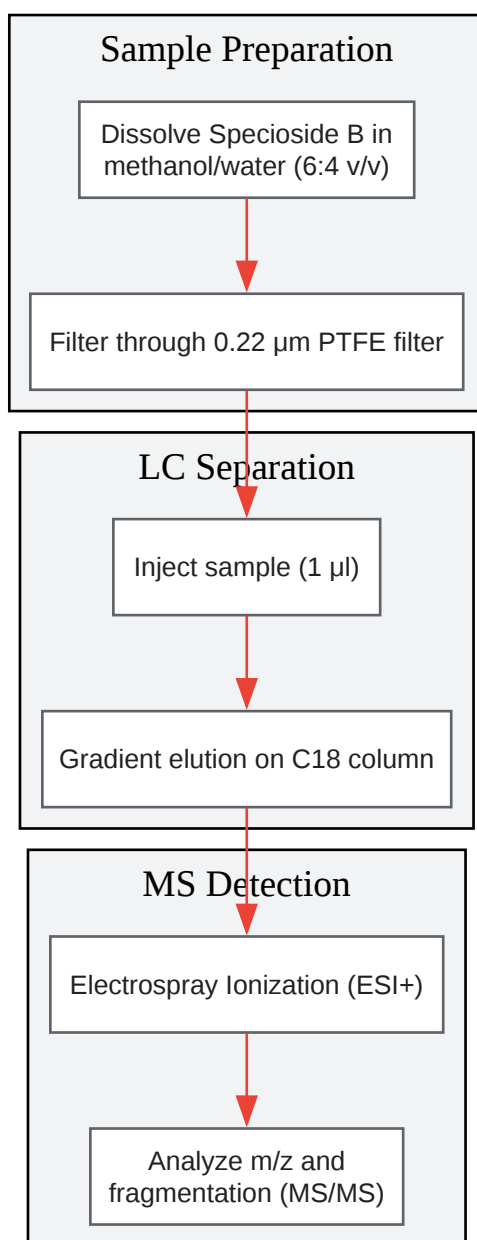 Sample Preparation
Dissolve Specioside B in
methanol/water (6:4 v/v)
Filter through 0.22 µm PTFE filter
LC Separation
Inject sample (1 µl)
Gradient elution on C18 column
MS Detection
Electrospray Ionization (ESI+)
Analyze m/z and
fragmentation (MS/MS)